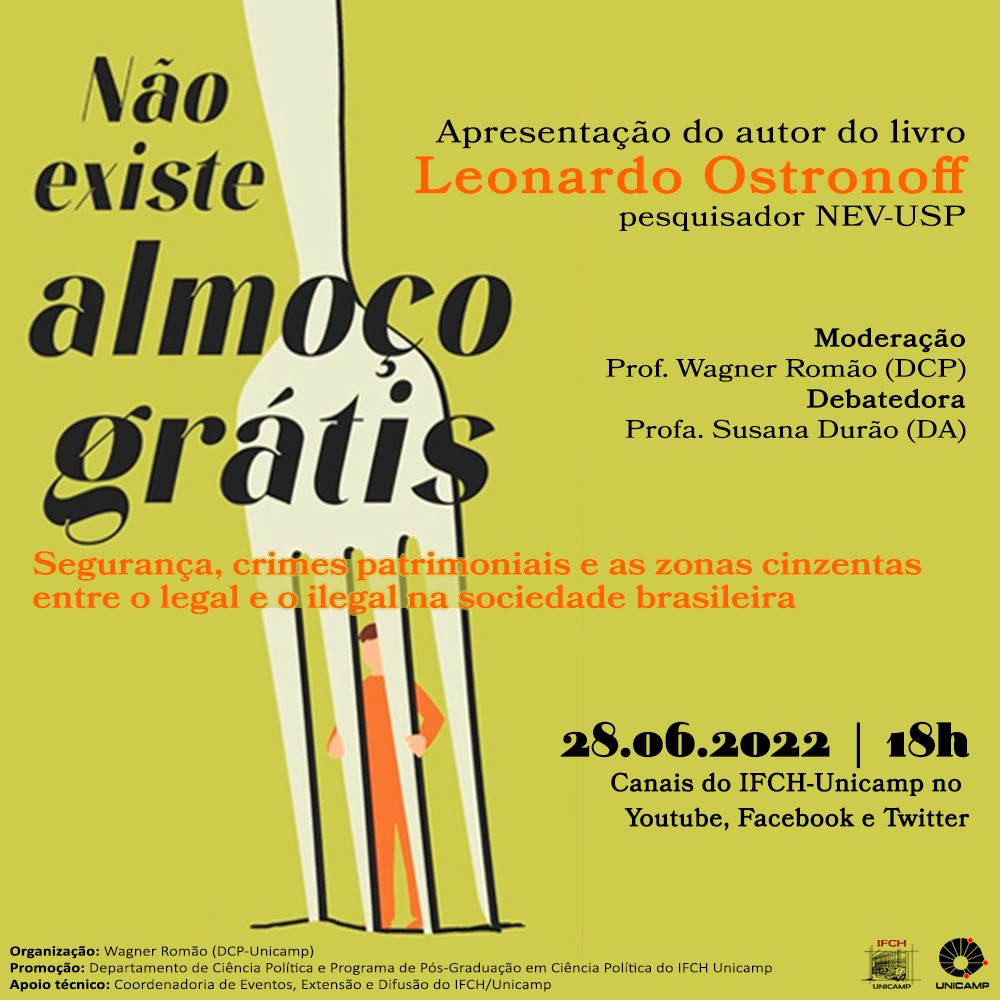 Não
existe
almoço
grátis
Apresentação do autor do livro
Leonardo Ostronoff
pesquisador NEV-USP
Moderação
Prof. Wagner Romão (DCP)
Debatedora
Profa. Susana Durão (DA)
Segurança, crimes patrimoniais e as zonas cinzentas
entre o legal e o ilegal na sociedade brasileira
28.06.2022 | 18h
Canais do IFCH-Unicamp no
Youtube, Facebook e Twitter
Organização: Wagner Romão (DCP-Unicamp)
Promoção: Departamento de Ciência Política e Programa de Pós-Graduação em Ciência Política do IFCH Unicamp
Apoio técnico: Coordenadoria de Eventos, Extensão e Difusão do IFCH/Unicamp
IFCH
UNICAMP
UNICAMP